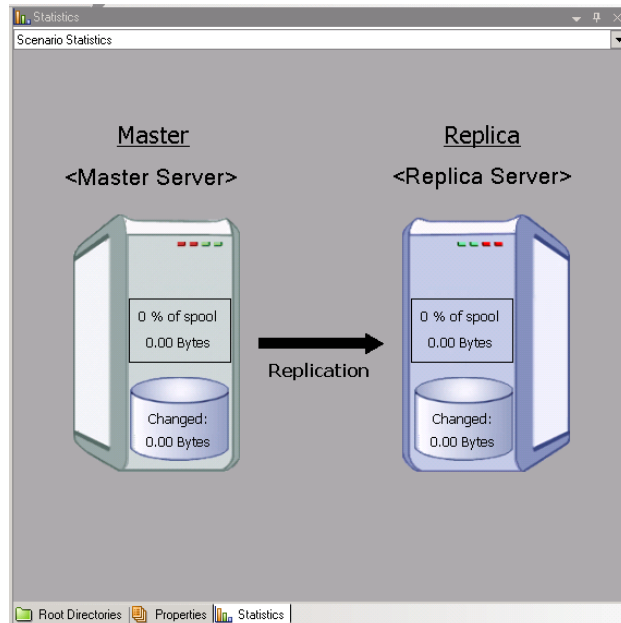 Statistics
Scenario Statistics
Master
Replica
<Master Server>
<Replica Server>
0 % of spool
0.00 Bytes
0 % of spool
0.00 Bytes
Replication
Changed:
0.00 Bytes
Changed:
0.00 Bytes
Root Directories
Properties
Statistics